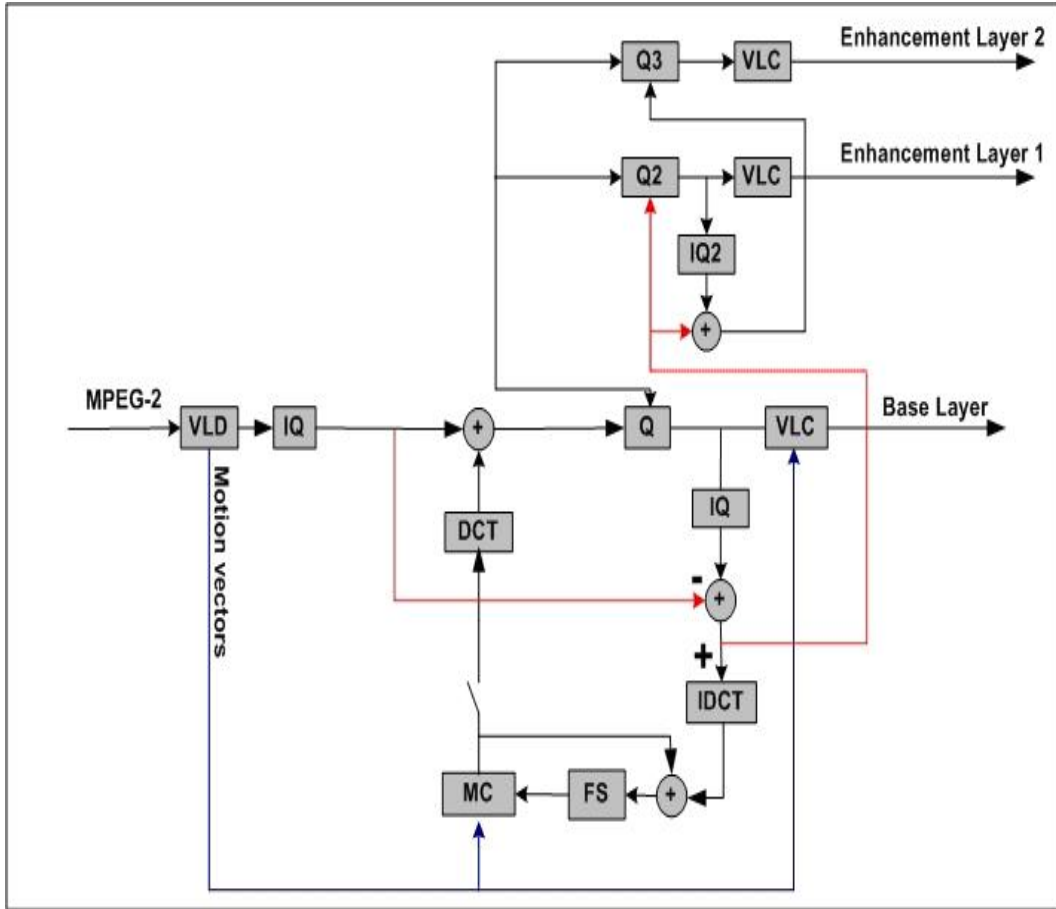 Enhancement Layer 2
Q3
VLC
Enhancement Layer 1
Q2
VLC
IQ2
+
MPEG-2
VLD
IQ
+
Q
VLC
Base Layer
Motion vectors
DCT
IQ
-
+
+
IDCT
MC
FS
+